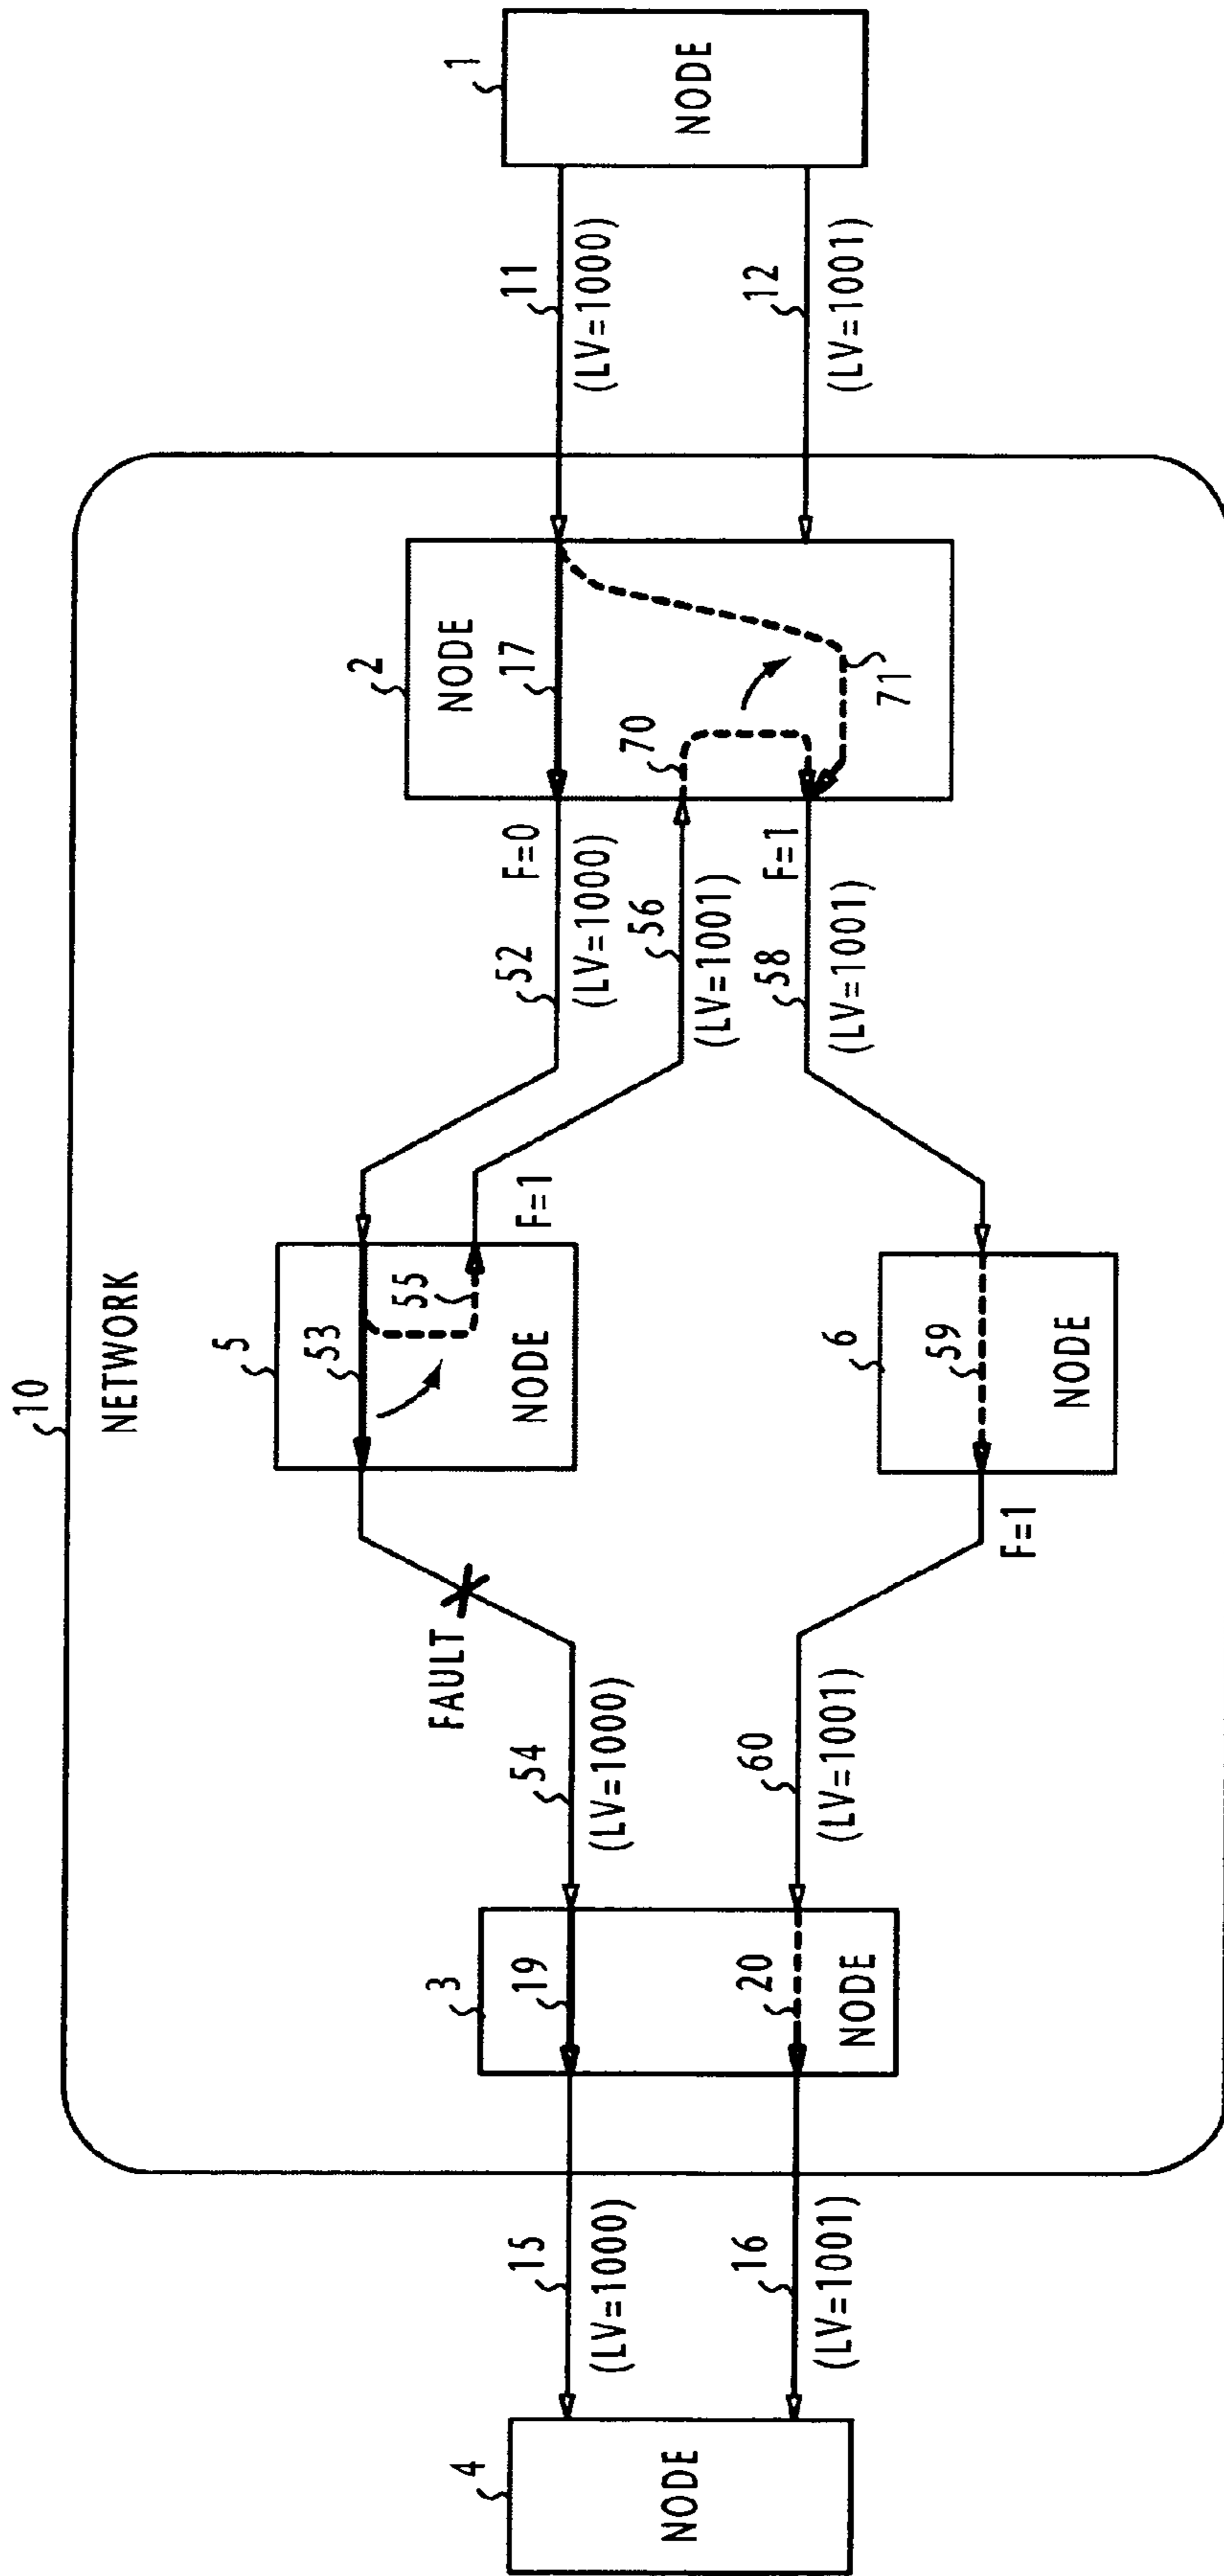 10
NETWORK
5
53
55
NODE
F=1
FAULT
2
NODE
17
F=0
52
(LV=1000)
56
(LV=1001)
70
71
F=1
58
(LV=1001)
1
NODE
11
(LV=1000)
12
(LV=1001)
3
19
20
NODE
54
(LV=1000)
60
(LV=1001)
6
59
NODE
F=1
4
NODE
15
(LV=1000)
16
(LV=1001)